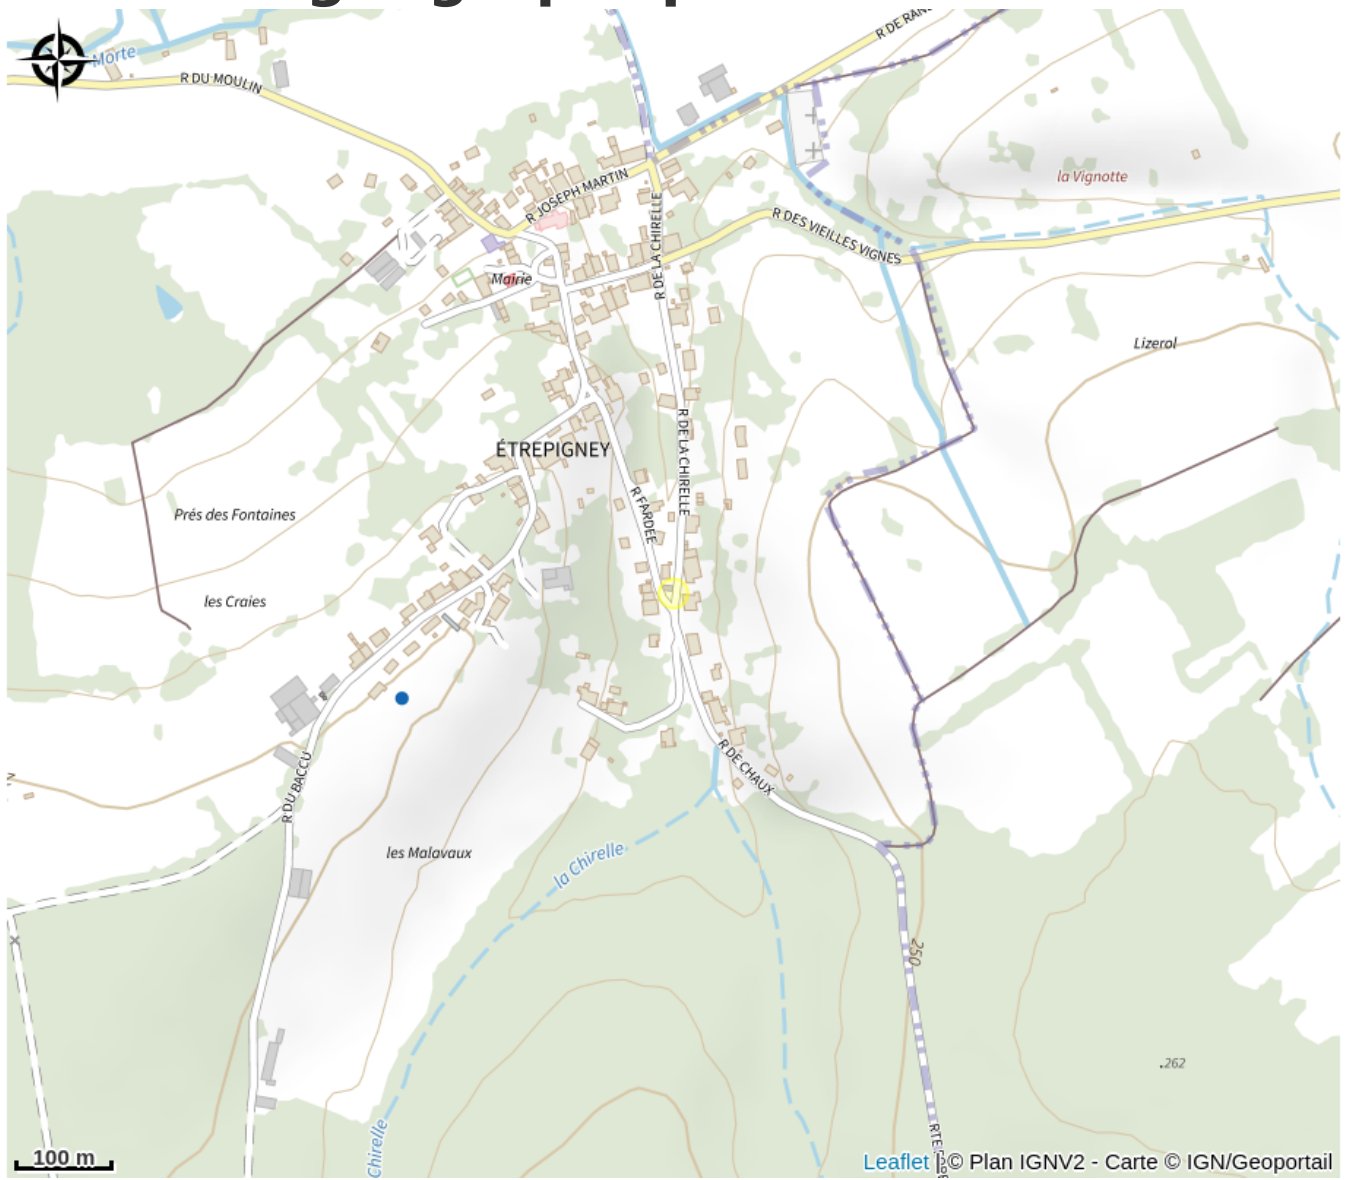 Morte
R DU MOULIN
R DE RAN
R JOSEPH MARTIN
la Vignotte
R DE LA CHIRELLE
R DES VIEILLES VIGNES
Mairie
Lizerol
R DE LA CHIRELLE
ÉTREPIGNEY
R FARDEE
Prés des Fontaines
les Craies
R DE CHAUX
R DU BACCU
les Malavaux
la Chirelle
250
.262
Chirelle
100 m
Leaflet | © Plan IGNV2 - Carte © IGN/Geoportail